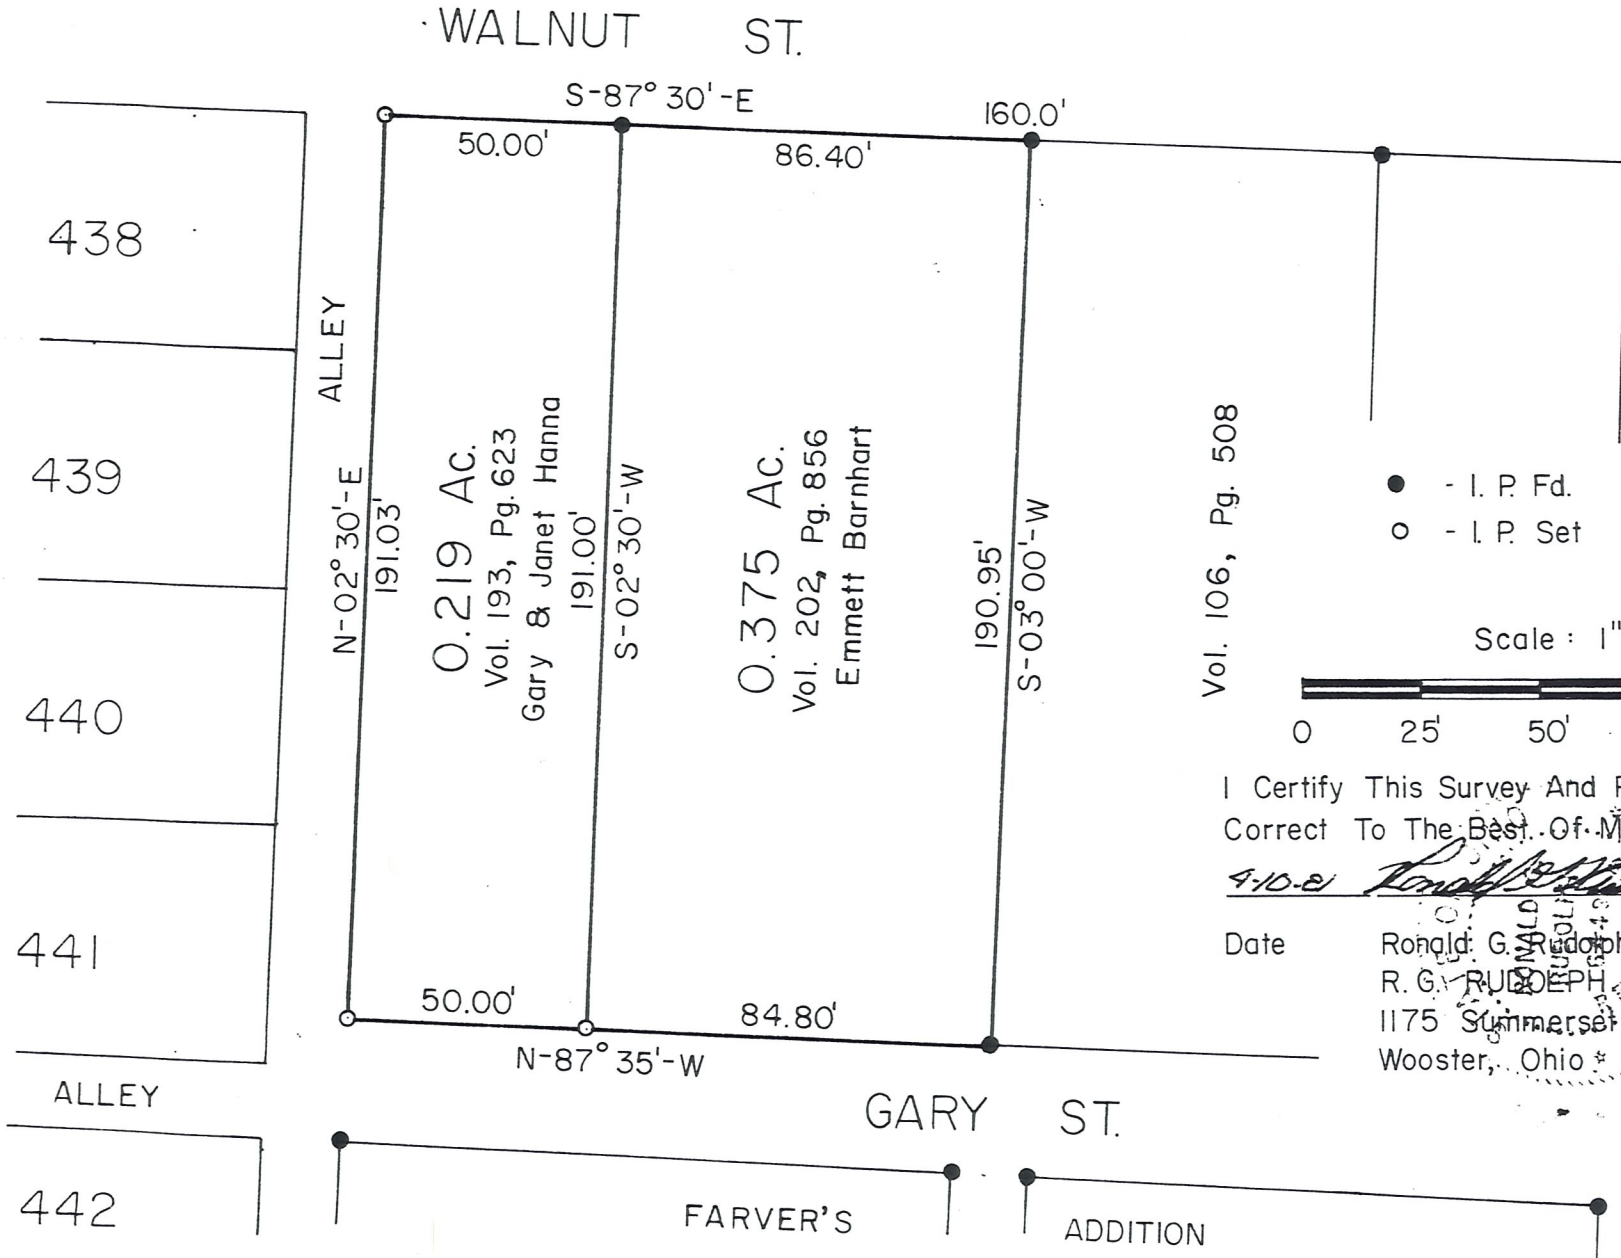 WALNUT ST.
S-87° 30'-E
160.0'
50.00'
86.40'
438
439
440
441
442
ALLEY
N-02° 30'-E
191.03'
0.219 Ac.
Vol. 193, Pg. 623
Gary & Janet Hanna
191.00'
S-02° 30'-W
0.375 Ac.
Vol. 202, Pg. 856
Emmett Barnhart
190.95'
S-03° 00'-W
Vol. 106, Pg. 508
- I. P. Fd.
- I. P. Set
Scale : 1"
0 25' 50'
I Certify This Survey And
Correct To The Best Of
Date
Ronald G. Rudolph
R. G. RUDOLPH
1175 Summerset
Wooster, Ohio
50.00'
84.80'
N-87° 35'-W
ALLEY
GARY ST.
FARVER'S ADDITION